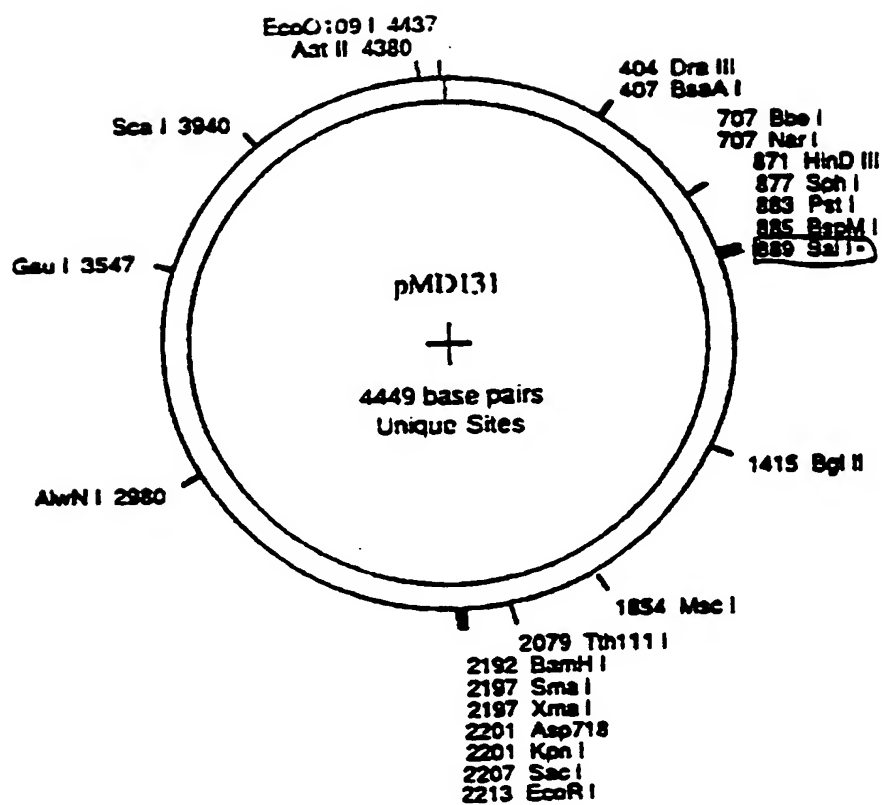 EcoO109 I 4437
Aat II 4380
404 Dra III
407 BsaA I
707 Bbe I
707 Nar I
871 HinD III
877 Sph I
883 Pst I
885 BspM I
889 Sal I-
Sca I 3940
Gsu I 3547
pMD131
4449 base pairs
Unique Sites
1415 Bgl II
AlwN I 2980
1854 Msc I
2079 Tth111 I
2192 BamH I
2197 Sma I
2197 Xma I
2201 Asp718
2201 Kpn I
2207 Sac I
2213 EcoR I